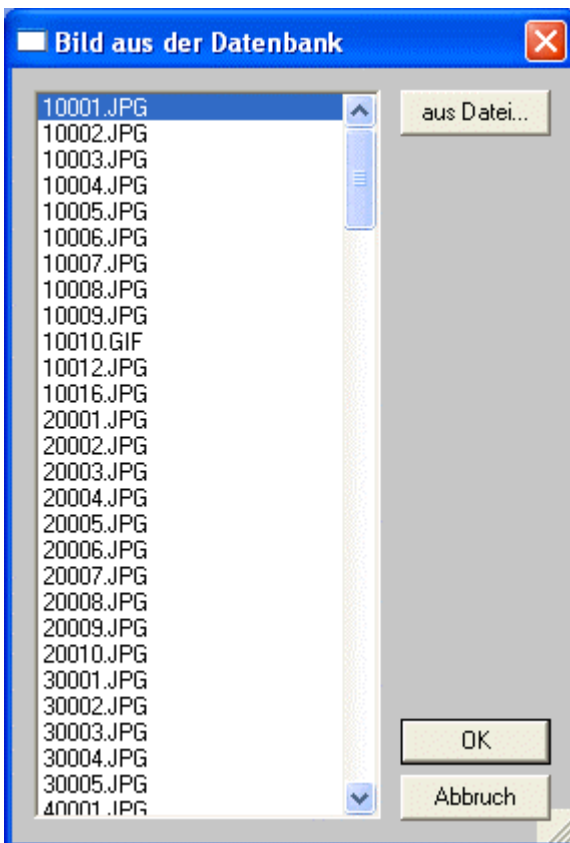 Bild aus der Datenbank
10001.JPG
aus Datei...
10002.JPG
10003.JPG
10004.JPG
10005.JPG
10006.JPG
10007.JPG
10008.JPG
10009.JPG
10010.GIF
10012.JPG
10016.JPG
20001.JPG
20002.JPG
20003.JPG
20004.JPG
20005.JPG
20006.JPG
20007.JPG
20008.JPG
20009.JPG
20010.JPG
30001.JPG
30002.JPG
30003.JPG
30004.JPG
30005.JPG
40001.JPG
OK
Abbruch